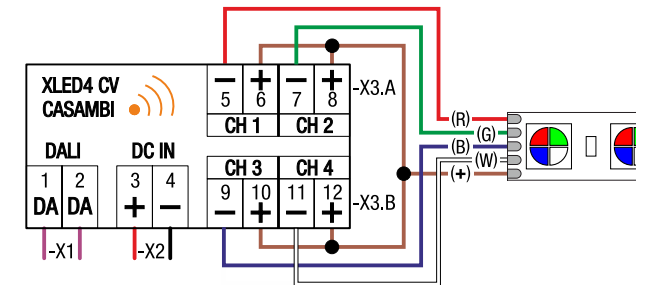 XLED4 CV
CASAMBI
− + − +
5 6 7 8
-X3.A
CH 1 CH 2
DALI DC IN
CH 3 CH 4
1 2 3 4
DA DA + −
9 10 11 12
− + − +
-X3.B
-X1 -X2
(R)
(G)
(B)
(W)
(+)